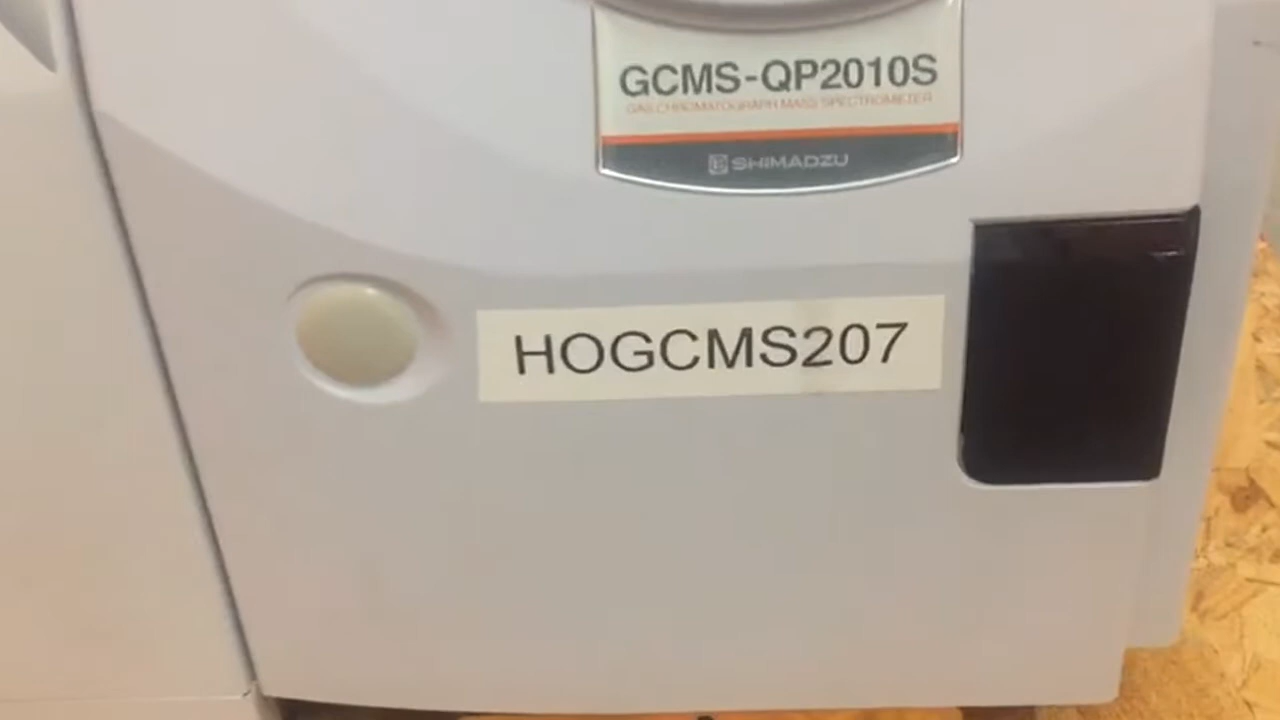 GCMS-QP2010S
GAS CHROMATOGRAPH MASS SPECTROMETER
SHIMADZU
HOGCMS207